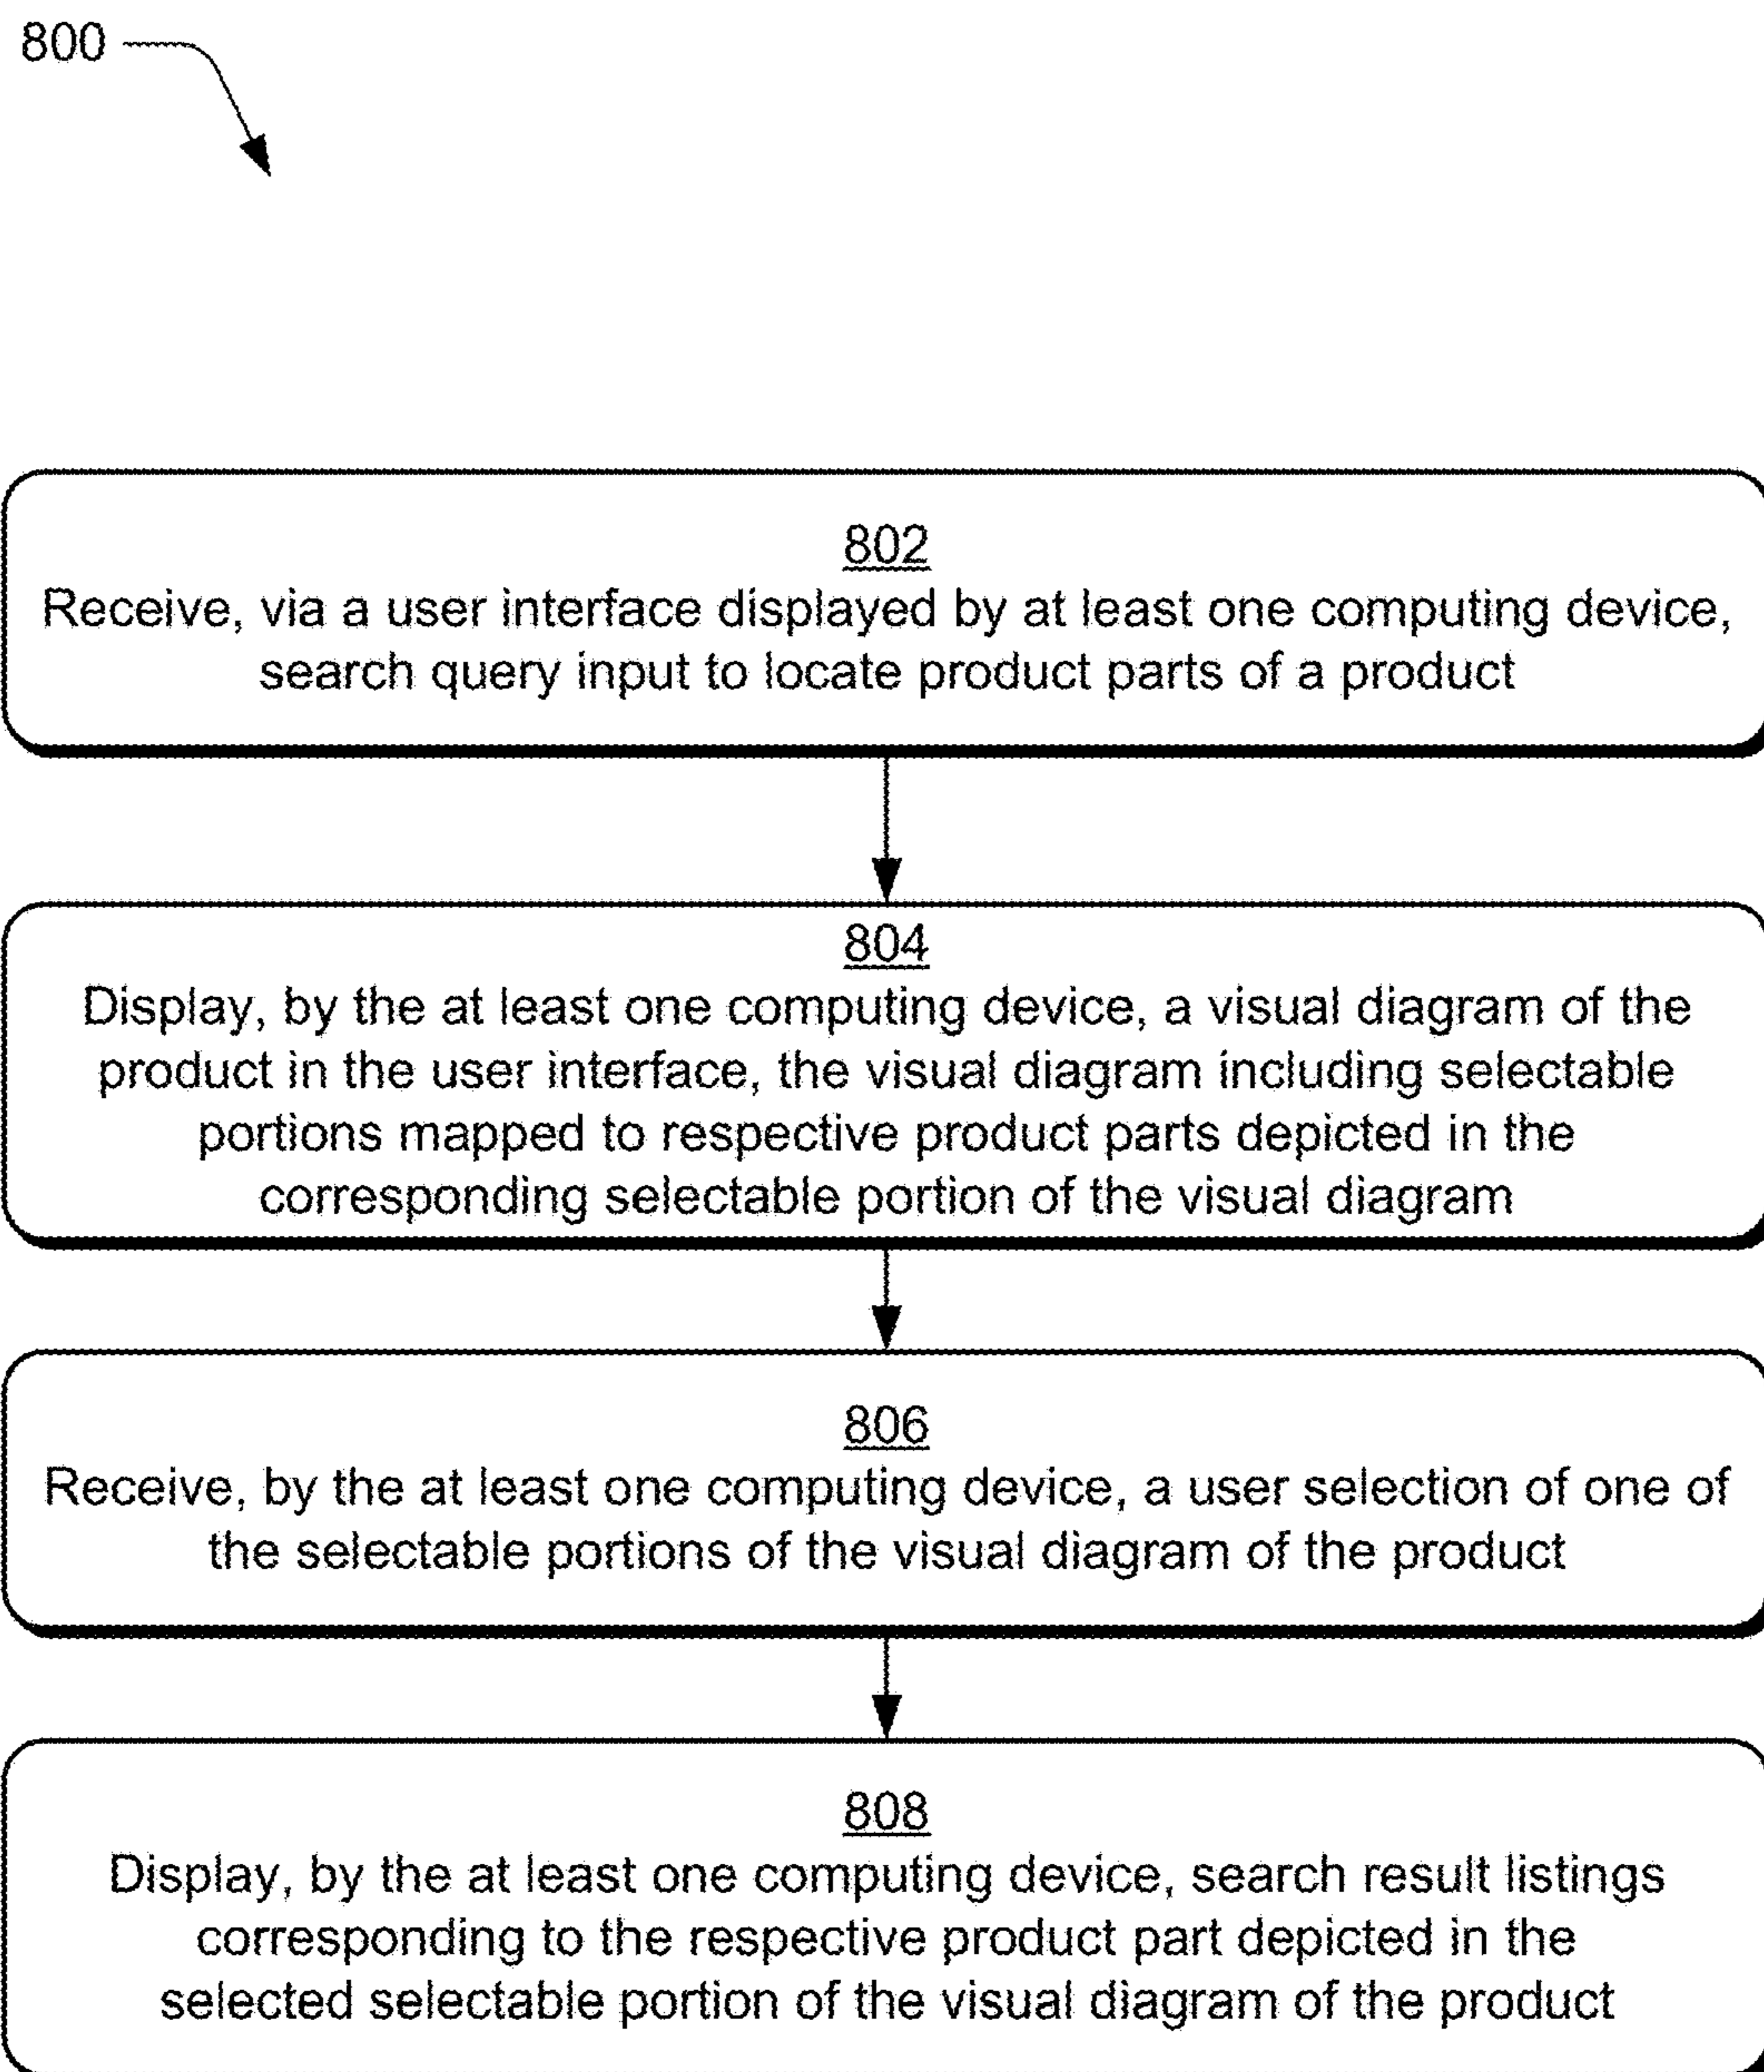 800
802
Receive, via a user interface displayed by at least one computing device,
search query input to locate product parts of a product
804
Display, by the at least one computing device, a visual diagram of the
product in the user interface, the visual diagram including selectable
portions mapped to respective product parts depicted in the
corresponding selectable portion of the visual diagram
806
Receive, by the at least one computing device, a user selection of one of
the selectable portions of the visual diagram of the product
808
Display, by the at least one computing device, search result listings
corresponding to the respective product part depicted in the
selected selectable portion of the visual diagram of the product